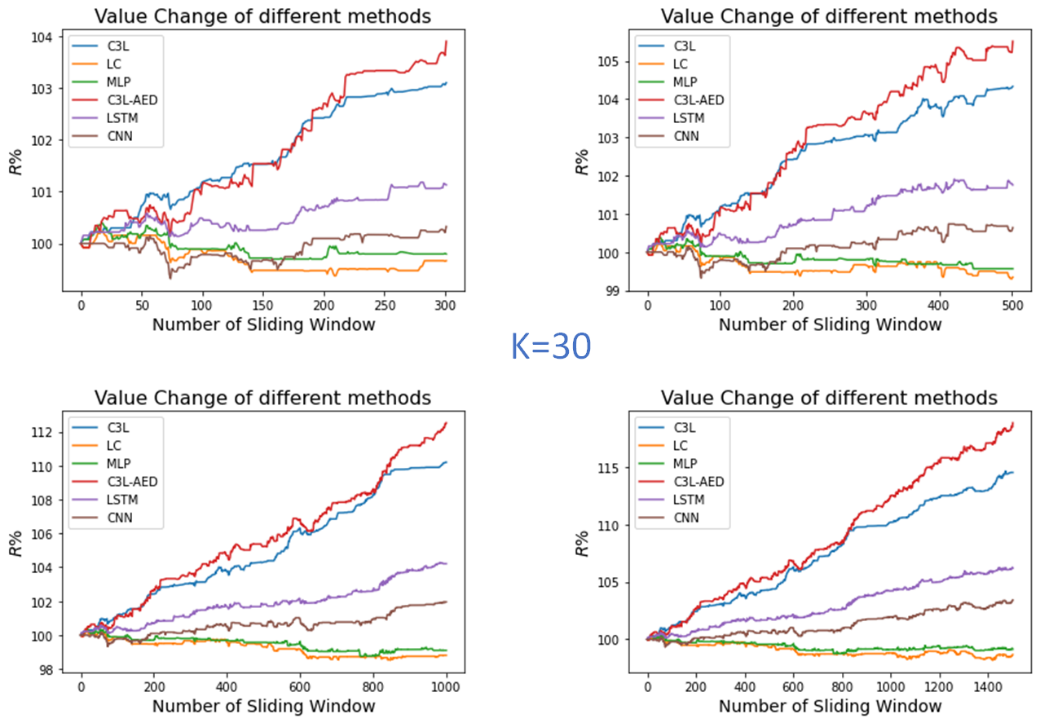 Value Change of different methods
104
103
102
101
100
R%
C3L
LC
MLP
C3L-AED
LSTM
CNN
0 50 100 150 200 250 300
Number of Sliding Window
Value Change of different methods
105
104
103
102
101
100
99
R%
C3L
LC
MLP
C3L-AED
LSTM
CNN
0 100 200 300 400 500
Number of Sliding Window
K=30
Value Change of different methods
112
110
108
106
104
102
100
98
R%
C3L
LC
MLP
C3L-AED
LSTM
CNN
0 200 400 600 800 1000
Number of Sliding Window
Value Change of different methods
115
110
105
100
R%
C3L
LC
MLP
C3L-AED
LSTM
CNN
0 200 400 600 800 1000 1200 1400
Number of Sliding Window